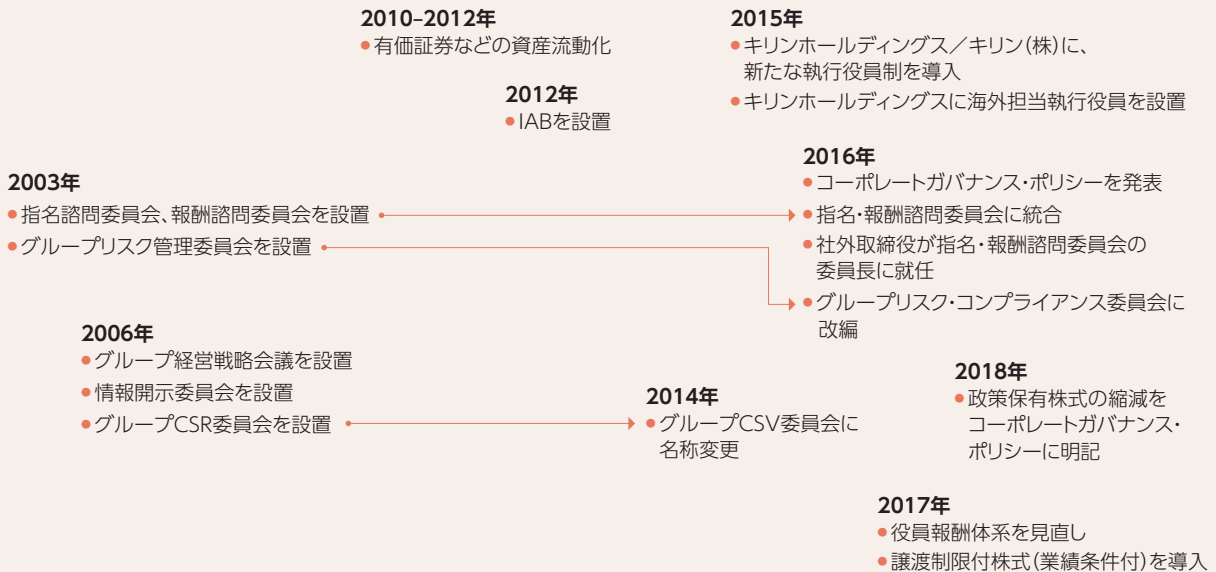 2010–2012年
●有価証券などの資産流動化
2012年
●IABを設置
2015年
●キリンホールディングス／キリン(株)に、
新たな執行役員制を導入
●キリンホールディングスに海外担当執行役員を設置
2003年
●指名諮問委員会、報酬諮問委員会を設置
●グループリスク管理委員会を設置
2016年
●コーポレートガバナンス・ポリシーを発表
●指名・報酬諮問委員会に統合
●社外取締役が指名・報酬諮問委員会の
委員長に就任
●グループリスク・コンプライアンス委員会に
改編
2006年
●グループ経営戦略会議を設置
●情報開示委員会を設置
●グループCSR委員会を設置
2014年
●グループCSV委員会に
名称変更
2018年
●政策保有株式の縮減を
コーポレートガバナンス・
ポリシーに明記
2017年
●役員報酬体系を見直し
●譲渡制限付株式(業績条件付)を導入